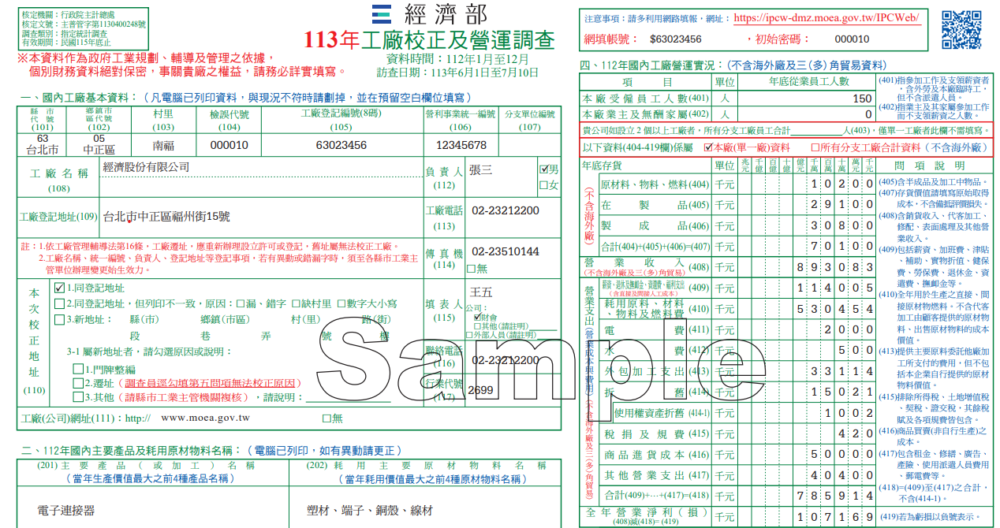 核定機關：行政院主計總處
核定文號：主普管字第1130400248號
調查類別：指定統計調查
有效期間：民國115年底止
經濟部
113年工廠校正及營運調查
※本資料作為政府工業規劃、輔導及管理之依據，
個別財務資料絕對保密，事關貴廠之權益，請務必詳實填寫。
資料時間：112年1月至12月
訪查日期：113年6月1日至7月10日
注意事項：請多利用網路填報，網址： https://ipcw-dmz.moea.gov.tw/IPCWeb/
網填帳號： $63023456 ，初始密碼： 000010
一、國內工廠基本資料：（凡電腦已列印資料，與現況不符時請劃掉，並在預留空白欄位填寫）
縣市代號(101) 鄉鎮市區代號(102) 村里(103) 檢誤代號(104) 工廠登記編號(8碼)(105) 營利事業統一編號(106) 分支單位編號(107)
63 台北市 05 中正區 南福 000010 63023456 12345678
工廠名稱(108) 經濟股份有限公司 負責人(112) 張三 ☑男 □女
工廠登記地址(109) 台北市中正區福州街15號 工廠電話(113) 02-23212200
註：1.依工廠管理輔導法第16條，工廠遷址，應重新辦理設立許可或登記，舊址屬無法校正工廠。
2.工廠名稱、統一編號、負責人、登記地址等登記事項，若有異動或錯漏字時，須至各縣市工業主
管單位辦理變更始生效力。
傳真機(114) 02-23510144 □無
本次校正地址(110)
☑1.同登記地址
□2.同登記地址，但列印不一致，原因：□漏、錯字 □缺村里 □數字大小寫
□3.新地址： 縣(市) 鄉鎮(市區) 村(里) 路(街)
段 巷 弄 號 樓
3-1 屬新地址者，請勾選原因或說明：
□1.門牌整編
□2.遷址（調查員逕勾填第五問項無法校正原因）
□3.其他（請縣市工業主管機關複核），請說明：
填表人(115) 王五
公司：
☑財會
□其他(請註明)
□外部人員(請註明)
聯絡電話(116) 02-23212200
行業代號(117) 2699
工廠(公司)網址(111)：http:// www.moea.gov.tw □無
Sample
二、112年國內主要產品及耗用原材物料名稱：（電腦已列印，如有異動請更正）
(201)主要產品（或加工）名稱
（當年生產價值最大之前4種產品名稱）
(202) 耗用主要原材物料名稱
（當年耗用價值最大之前4種原材物料名稱）
電子連接器 塑材、端子、銅殼、線材
四、112年國內工廠營運實況：（不含海外廠及三(多)角貿易資料）
項目 單位 年底從業員工人數
本廠受僱員工人數(401) 人 150
本廠業主及無酬家屬(402) 人 0
(401)指參加工作及支領薪資者
，含外勞及本廠臨時工，
但不含派遣人員。
(402)指業主及其家屬參加工作
而不支領薪資之人數。
貴公司如設立2個以上工廠者，所有分支工廠員工合計人(403)，僅單一工廠者此欄不需填寫。
以下資料(404-419欄)係屬 ☑本廠(單一廠)資料 □所有分支工廠合計資料（不含海外廠）
年底存貨 單位 兆元 千億 百億 十億 億元 千萬 百萬 十萬 萬元 千元 問項說明
（不含海外廠）
原材料、物料、燃料(404) 千元 10200
在製品(405) 千元 29100
製成品(406) 千元 30800
合計(404)+(405)+(406)=(407) 千元 70100
營業收入(不含海外廠及三(多)角貿易)(408) 千元 893083
營業支出（營業成本與費用）（不含海外廠及三(多)角貿易）
薪資、退休及撫卹金、資遣費、福利支出(含直接及間接人工成本)(409) 千元 114005
耗用原料、材料、物料及燃料費(410) 千元 530454
電費(411) 千元 2000
水費(412) 千元 500
外包加工支出(413) 千元 33114
折舊(414) 千元 15021
使用權資產折舊(414-1) 千元 1002
稅捐及規費(415) 千元 420
商品進貨成本(416) 千元 50000
其他營業支出(417) 千元 40400
合計(409)+⋯+(417)=(418) 千元 785914
全年營業淨利（損）(408)減(418)=(419) 千元 107169
(405)含半成品及加工中物品。
(407)存貨價值請填寫原始取得
成本，不含備抵評價損失。
(408)含銷貨收入、代客加工、
修配、表面處理及其他營
業收入。
(409)包括薪資、加班費、津貼
、補助、實物折值、健保
費、勞保費、退休金、資
遣費、撫卹金等。
(410)全年用於生產之直接、間
接原材物燃料。不含代客
加工由顧客提供的原材物
料、出售原材物料的成本
價值。
(413)提供主要原料委託他廠加
工所支付的費用，但不包
括本企業自行提供的原材
物料價值。
(415)排除所得稅，土地增值稅
、契稅、證交稅，其餘稅
賦及各項規費皆包含。
(416)商品買賣(非自行生產)之
成本。
(417)包含租金、修繕、廣告、
產險、使用派遣人員費用
、郵電費等。
(418)=(409)至(417)之合計，
不含(414-1)。
(419)若為虧損以負號表示。